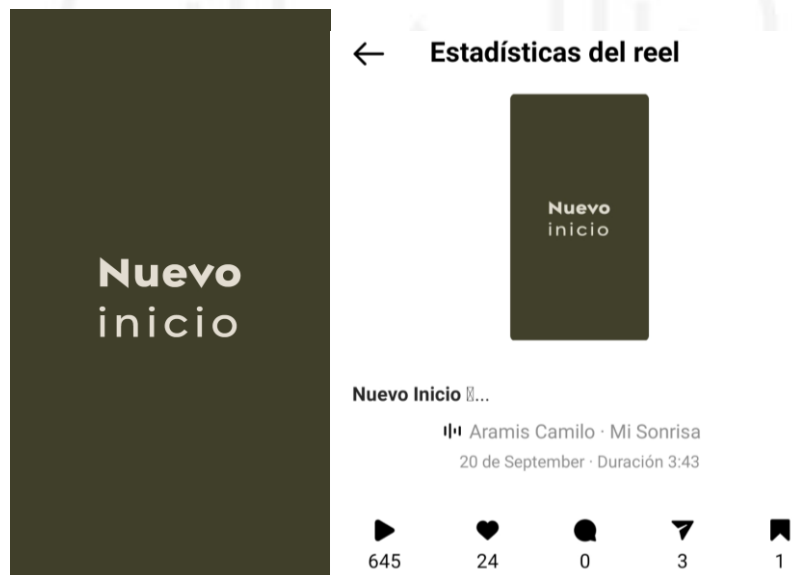 Nuevo
inicio
Estadísticas del reel
Nuevo
inicio
Nuevo Inicio ...
Aramis Camilo · Mi Sonrisa
20 de September · Duración 3:43
645 24 0 3 1